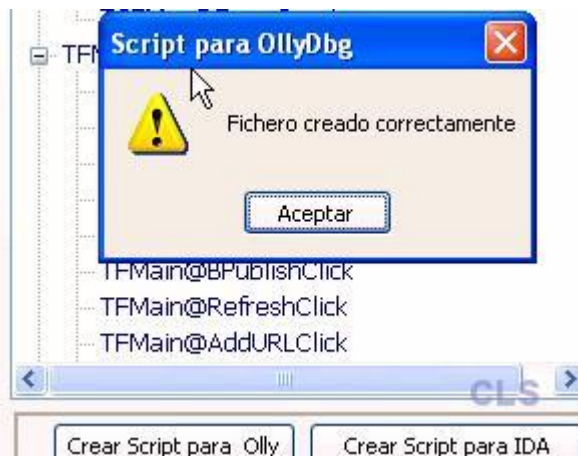 TFM
Script para OllyDbg
Fichero creado correctamente
Aceptar
TFMain@BPublishClick
TFMain@RefreshClick
TFMain@AddURLClick
CLS
Crear Script para Olly
Crear Script para IDA